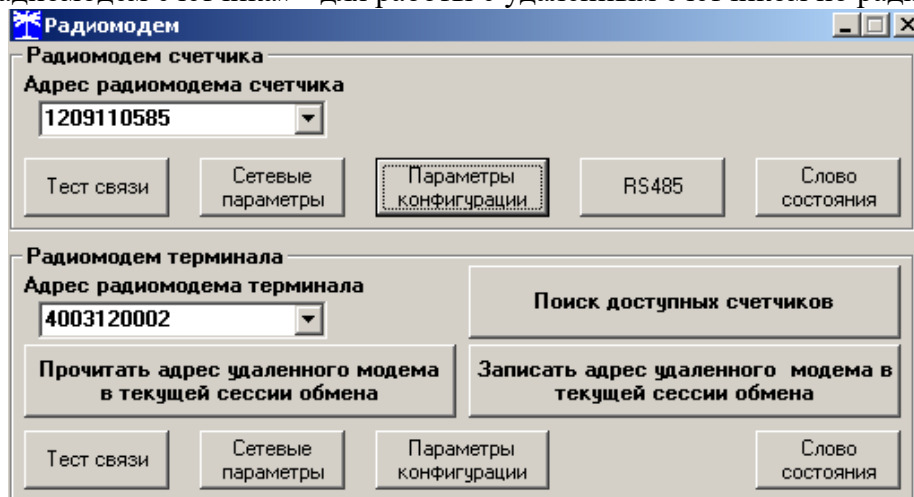 Радиомодем
Радиомодем счетчика
Адрес радиомодема счетчика
1209110585
Тест связи
Сетевые
параметры
Параметры
конфигурации
RS485
Слово
состояния
Радиомодем терминала
Адрес радиомодема терминала
4003120002
Поиск доступных счетчиков
Прочитать адрес удаленного модема
в текущей сессии обмена
Записать адрес удаленного модема в
текущей сессии обмена
Тест связи
Сетевые
параметры
Параметры
конфигурации
Слово
состояния